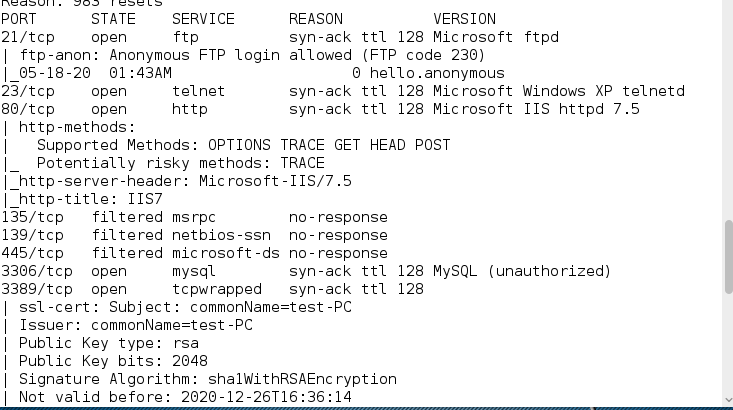 Reason: 983 resets
PORT     STATE    SERVICE      REASON          VERSION
21/tcp   open     ftp          syn-ack ttl 128 Microsoft ftpd
| ftp-anon: Anonymous FTP login allowed (FTP code 230)
|_05-18-20  01:43AM                    0 hello.anonymous
23/tcp   open     telnet       syn-ack ttl 128 Microsoft Windows XP telnetd
80/tcp   open     http         syn-ack ttl 128 Microsoft IIS httpd 7.5
| http-methods:
|   Supported Methods: OPTIONS TRACE GET HEAD POST
|_  Potentially risky methods: TRACE
|_http-server-header: Microsoft-IIS/7.5
|_http-title: IIS7
135/tcp  filtered msrpc        no-response
139/tcp  filtered netbios-ssn  no-response
445/tcp  filtered microsoft-ds no-response
3306/tcp open     mysql        syn-ack ttl 128 MySQL (unauthorized)
3389/tcp open     tcpwrapped   syn-ack ttl 128
| ssl-cert: Subject: commonName=test-PC
| Issuer: commonName=test-PC
| Public Key type: rsa
| Public Key bits: 2048
| Signature Algorithm: sha1WithRSAEncryption
| Not valid before: 2020-12-26T16:36:14